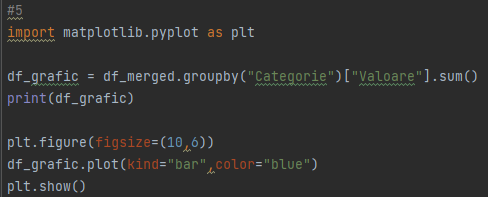 #5
import matplotlib.pyplot as plt
df_grafic = df_merged.groupby("Categorie")["Valoare"].sum()
print(df_grafic)
plt.figure(figsize=(10,6))
df_grafic.plot(kind="bar",color="blue")
plt.show()